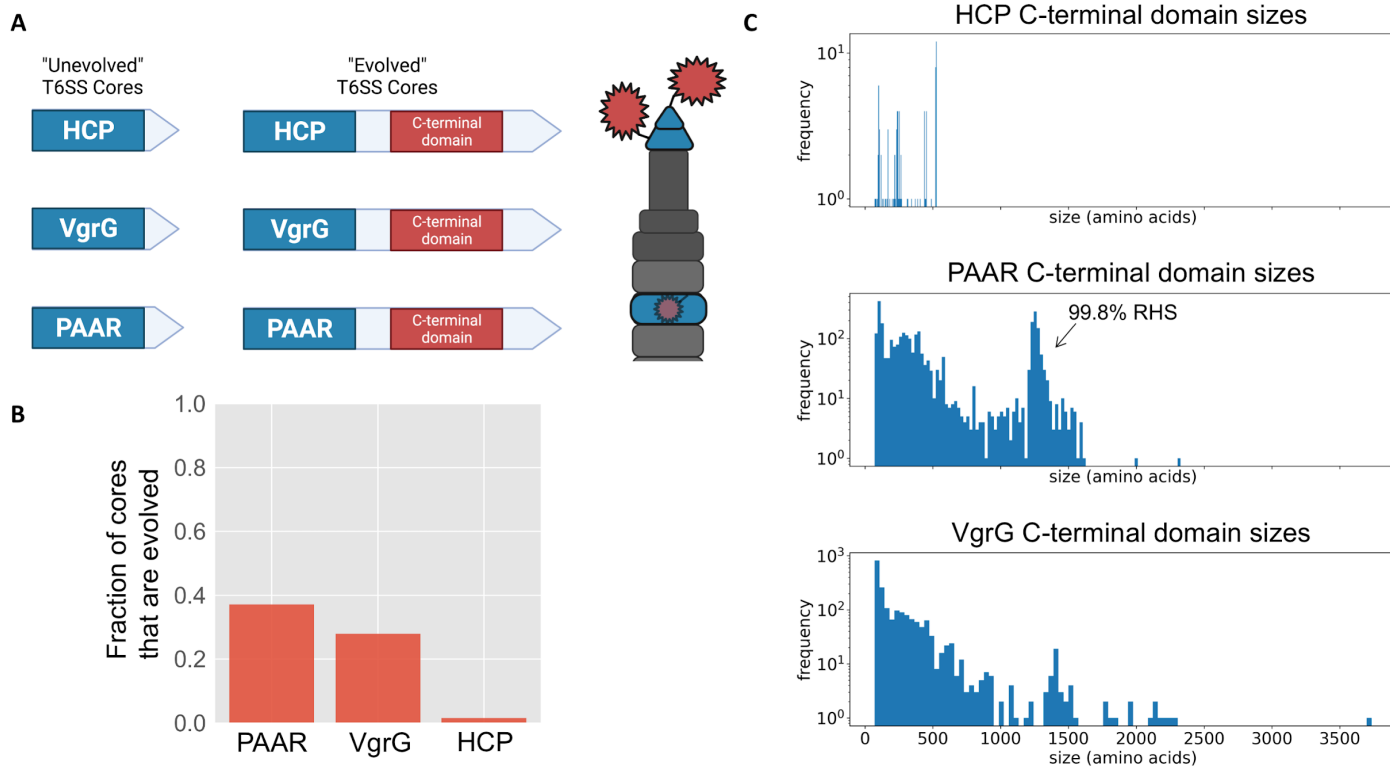 A
"Unevolved"
T6SS Cores
"Evolved"
T6SS Cores
HCP
HCP
C-terminal
domain
VgrG
VgrG
C-terminal
domain
PAAR
PAAR
C-terminal
domain
B
Fraction of cores
that are evolved
1.0
0.8
0.6
0.4
0.2
0.0
PAAR VgrG HCP
C
HCP C-terminal domain sizes
frequency
10¹
10⁰
size (amino acids)
PAAR C-terminal domain sizes
99.8% RHS
frequency
10²
10¹
10⁰
size (amino acids)
VgrG C-terminal domain sizes
frequency
10³
10²
10¹
10⁰
0 500 1000 1500 2000 2500 3000 3500
size (amino acids)